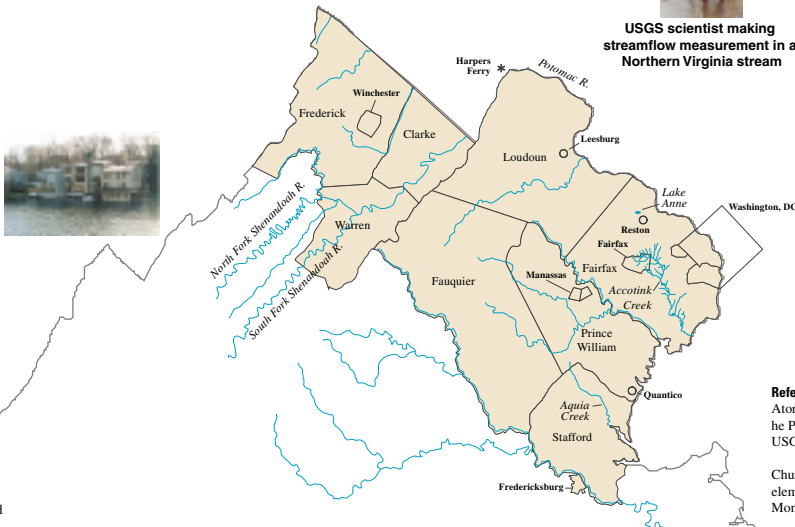 USGS scientist making
streamflow measurement in a
Northern Virginia stream
Harpers
Ferry
Potomac R.
Winchester
Frederick
Clarke
Leesburg
Loudoun
Lake
Anne
Washington, DC
Reston
North Fork Shenandoah R.
Warren
Fairfax
South Fork Shenandoah R.
Fauquier
Manassas
Fairfax
Accotink
Creek
Prince
William
Quantico
Aquia
Creek
Stafford
Fredericksburg